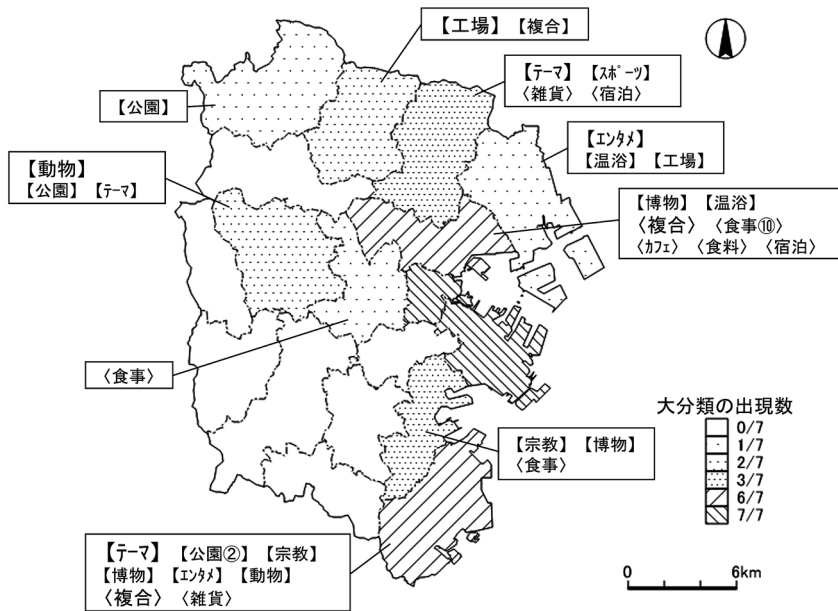 【工場】【複合】
【テーマ】【スポーツ】
〈雑貨〉〈宿泊〉
【公園】
【エンタメ】
【温浴】【工場】
【動物】
【公園】【テーマ】
【博物】【温浴】
〈複合〉〈食事⑩〉
〈カフェ〉〈食料〉〈宿泊〉
〈食事〉
大分類の出現数
0/7
1/7
2/7
3/7
6/7
7/7
【宗教】【博物】
〈食事〉
【テーマ】【公園②】【宗教】
【博物】【エンタメ】【動物】
〈複合〉〈雑貨〉
0 6km